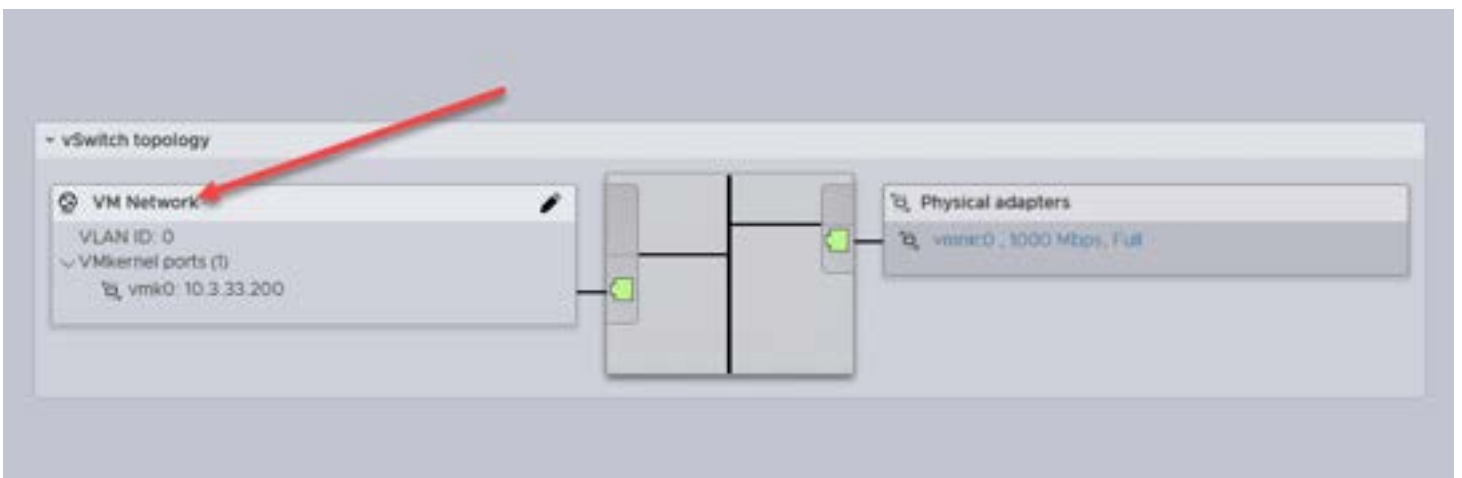 vSwitch topology
VM Network
VLAN ID: 0
VMkernel ports (1)
vmk0: 10.3.33.200
Physical adapters
vmnic0 , 1000 Mbps, Full